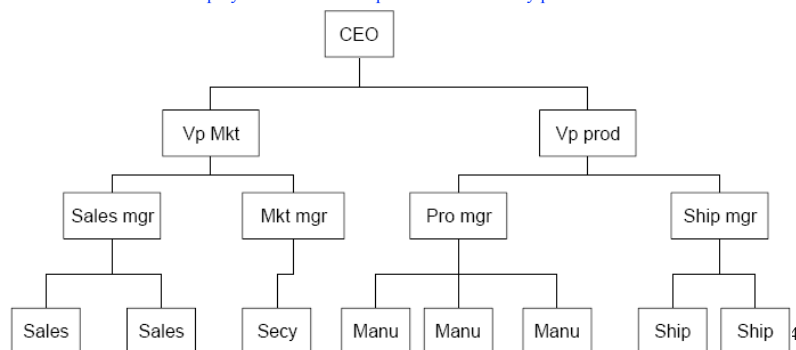 CEO
Vp Mkt Vp prod
Sales mgr Mkt mgr Pro mgr Ship mgr
Sales Sales Secy Manu Manu Manu Ship Ship